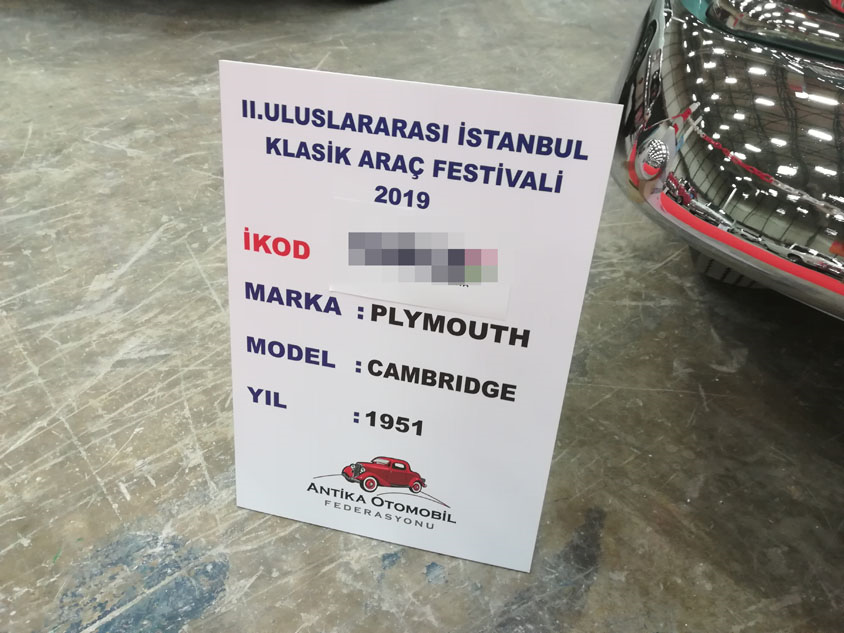 II.ULUSLARARASI İSTANBUL
KLASİK ARAÇ FESTİVALİ
2019
İKOD
MARKA : PLYMOUTH
MODEL : CAMBRIDGE
YIL : 1951
ANTİKA OTOMOBİL
FEDERASYONU